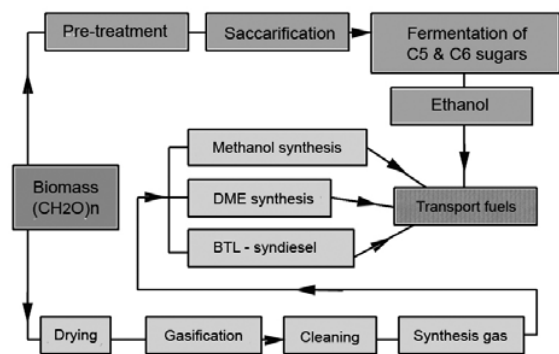 Pre-treatment
Saccarification
Fermentation of
C5 & C6 sugars
Ethanol
Methanol synthesis
Biomass
(CH2O)n
DME synthesis
Transport fuels
BTL - syndiesel
Drying
Gasification
Cleaning
Synthesis gas